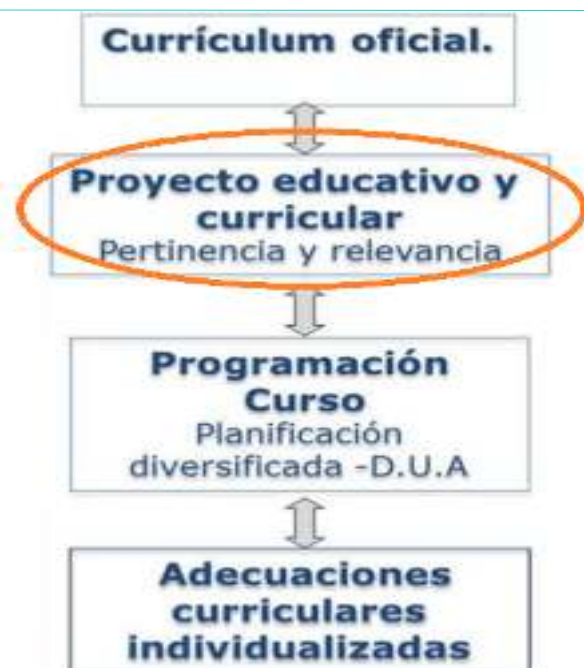 Currículum oficial.
Proyecto educativo y
curricular
Pertinencia y relevancia
Programación
Curso
Planificación
diversificada -D.U.A
Adecuaciones
curriculares
individualizadas